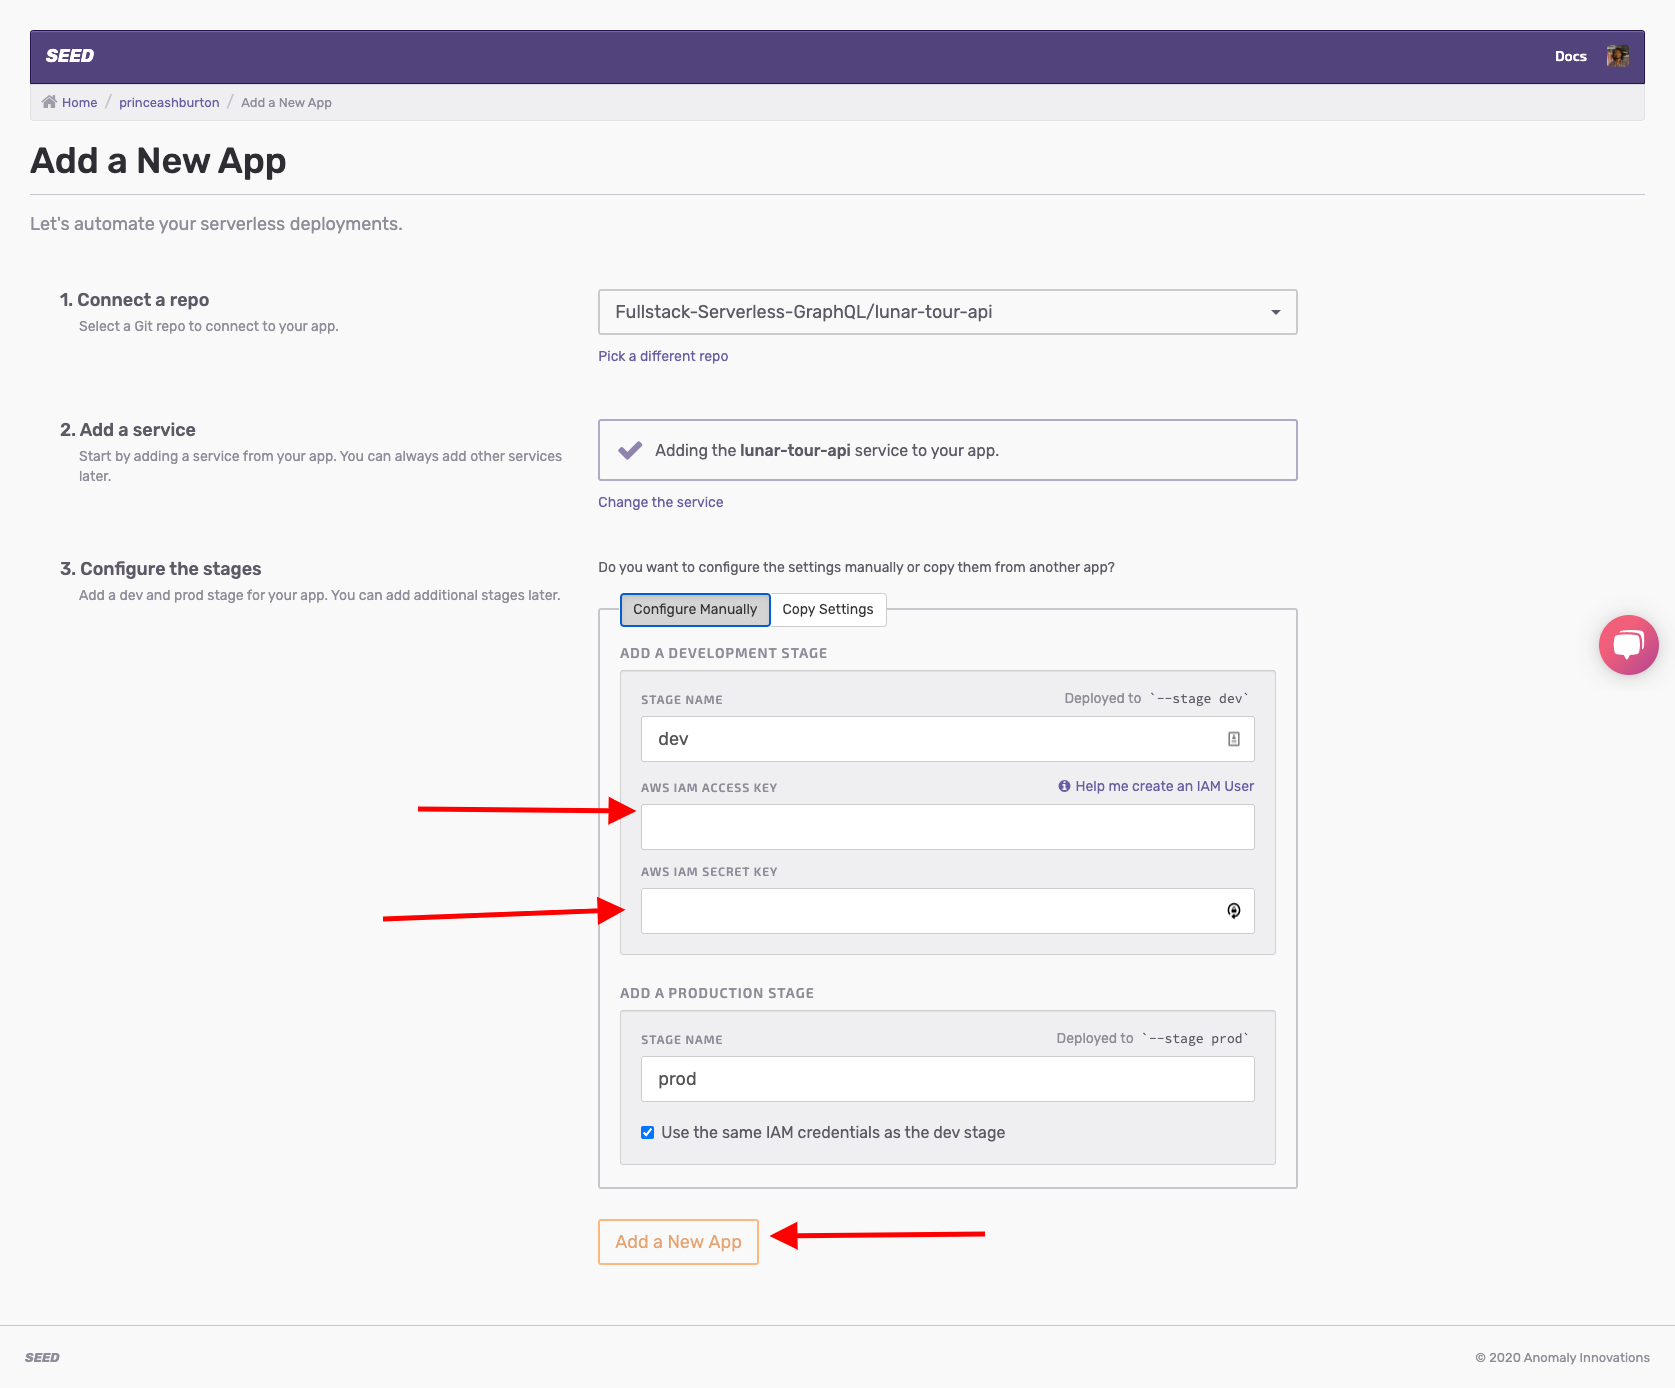 SEED
Docs
Home / princeashburton / Add a New App
Add a New App
Let's automate your serverless deployments.
1. Connect a repo
Select a Git repo to connect to your app.
Fullstack-Serverless-GraphQL/lunar-tour-api
Pick a different repo
2. Add a service
Start by adding a service from your app. You can always add other services
later.
Adding the lunar-tour-api service to your app.
Change the service
3. Configure the stages
Add a dev and prod stage for your app. You can add additional stages later.
Do you want to configure the settings manually or copy them from another app?
Configure Manually
Copy Settings
ADD A DEVELOPMENT STAGE
STAGE NAME
Deployed to `--stage dev`
dev
AWS IAM ACCESS KEY
Help me create an IAM User
AWS IAM SECRET KEY
ADD A PRODUCTION STAGE
STAGE NAME
Deployed to `--stage prod`
prod
Use the same IAM credentials as the dev stage
Add a New App
SEED
© 2020 Anomaly Innovations